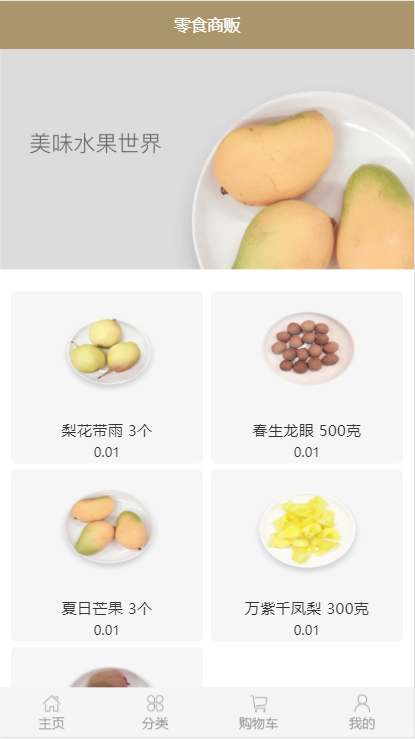 零食商贩
美味水果世界
梨花带雨 3个
0.01
春生龙眼 500克
0.01
夏日芒果 3个
0.01
万紫千凤梨 300克
0.01
主页
分类
购物车
我的